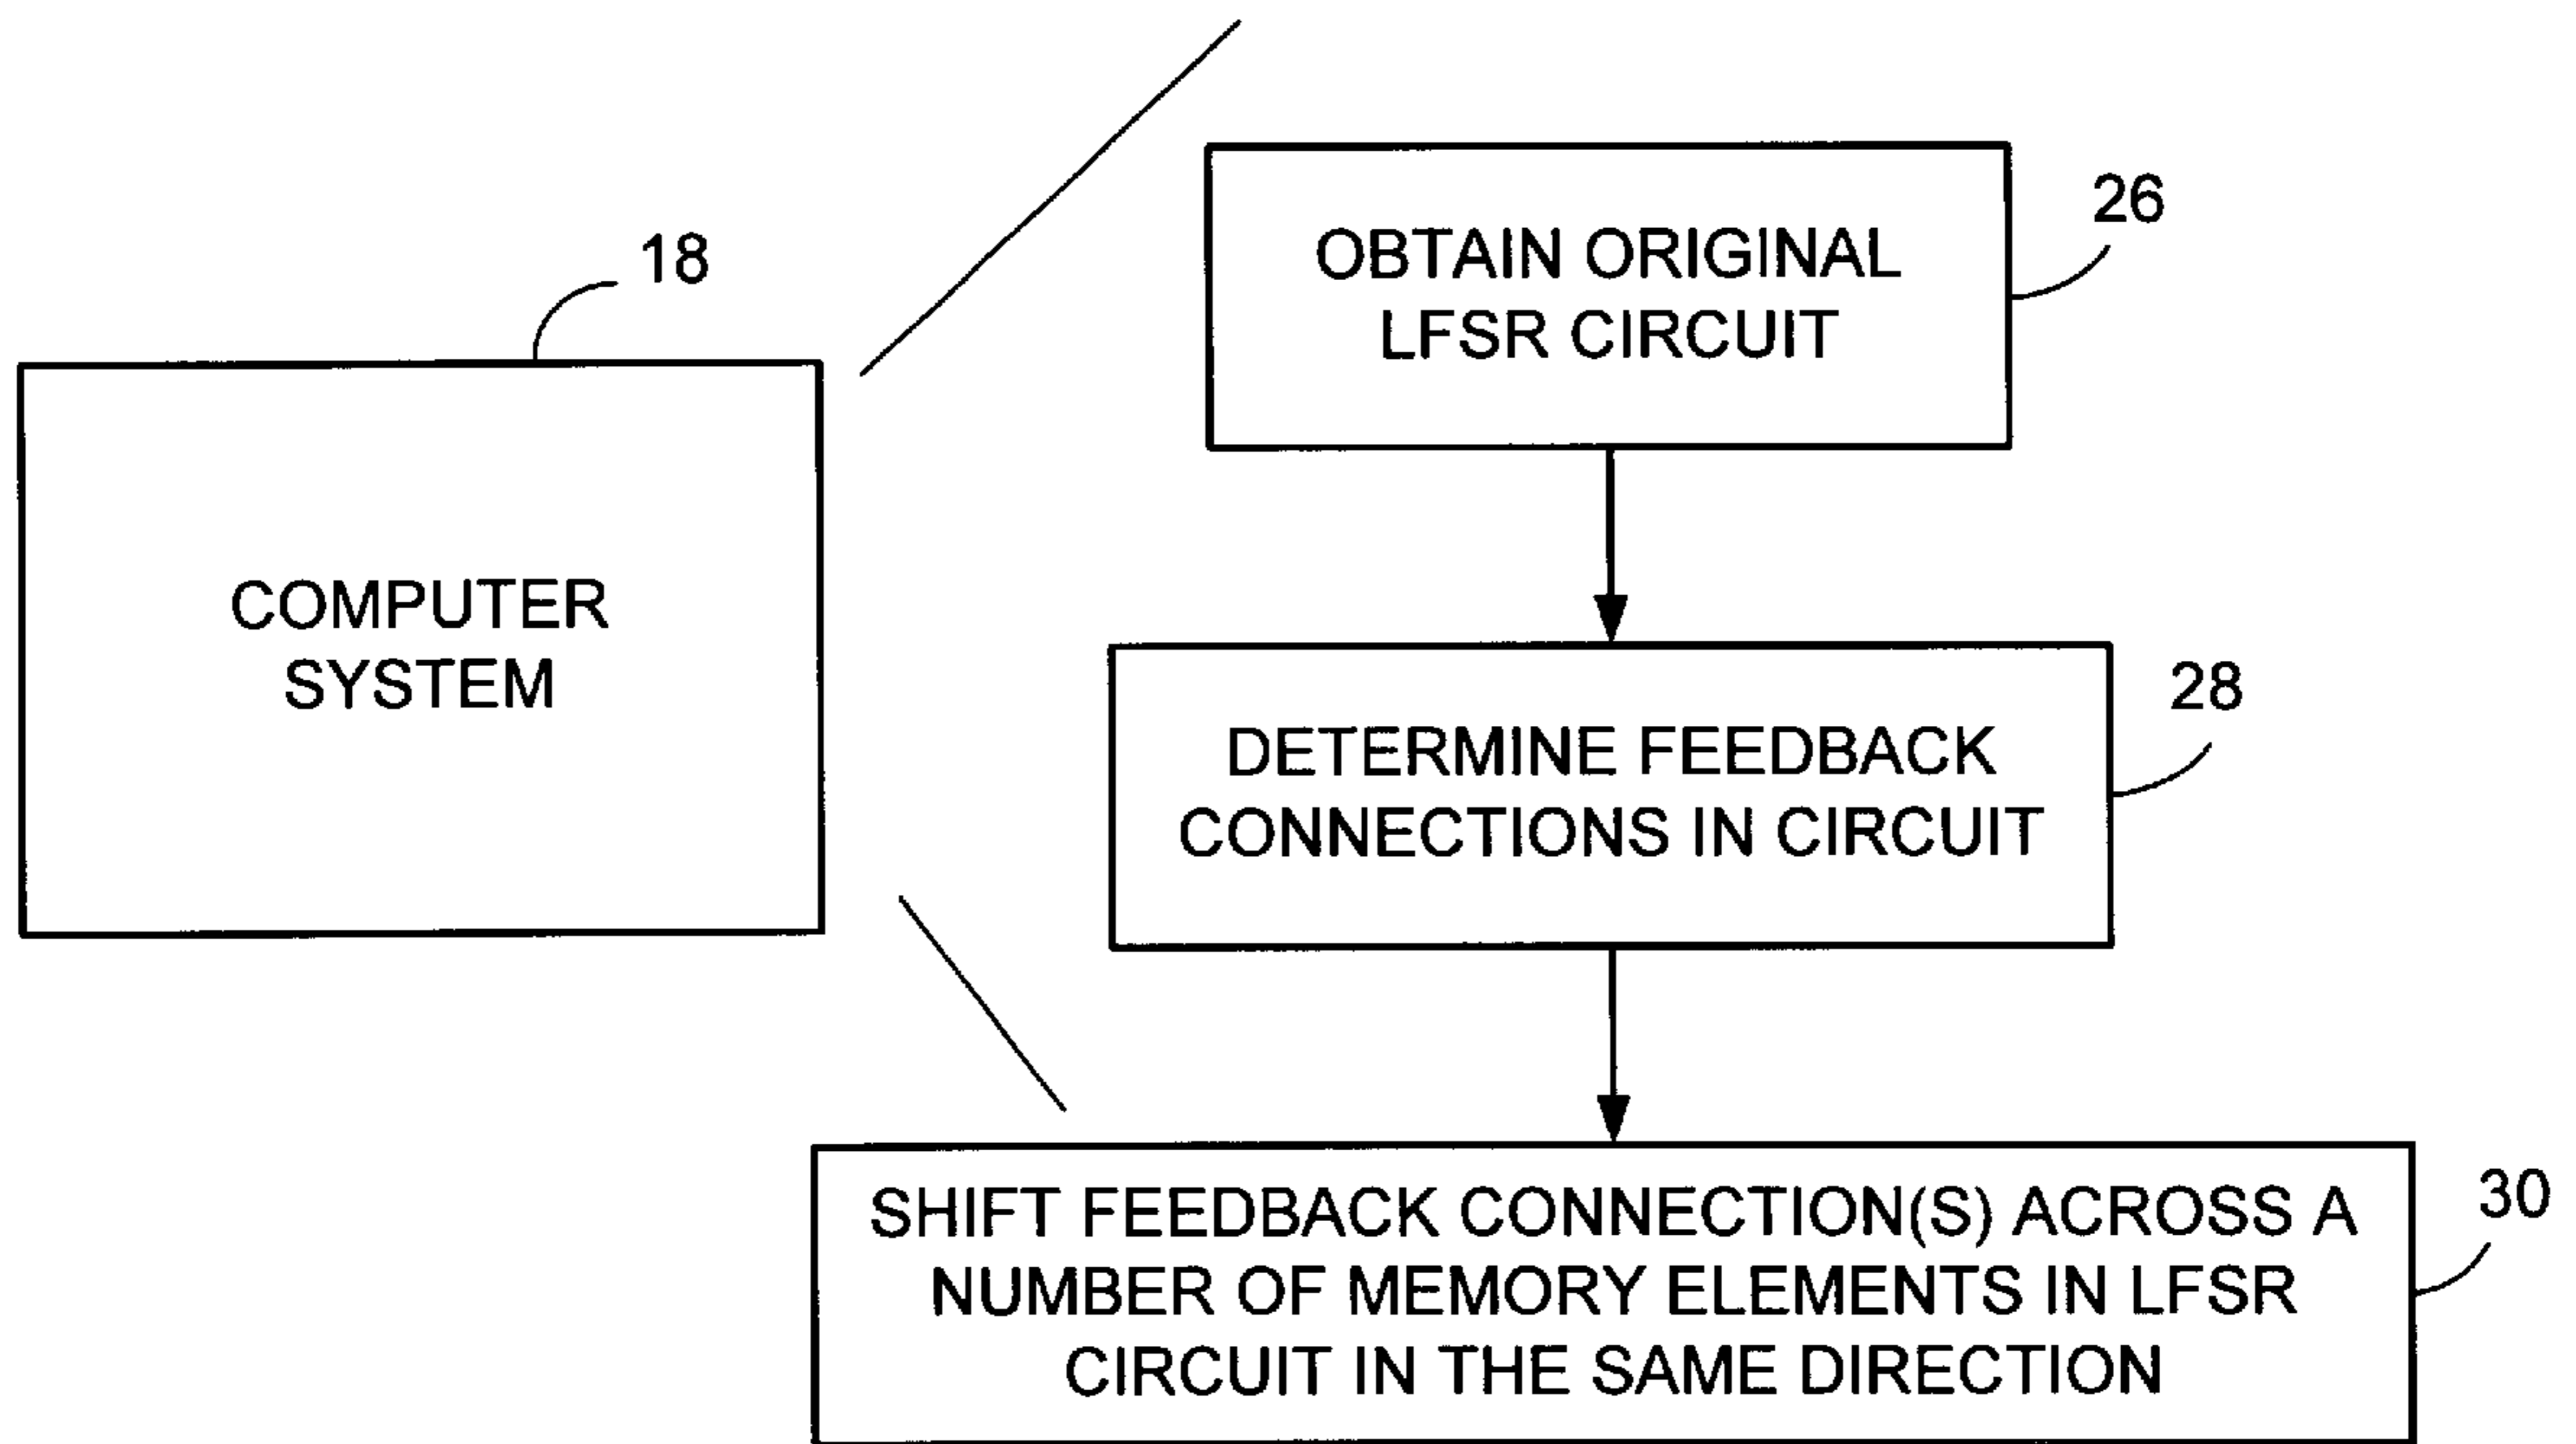 18
COMPUTER
SYSTEM
26
OBTAIN ORIGINAL
LFSR CIRCUIT
28
DETERMINE FEEDBACK
CONNECTIONS IN CIRCUIT
30
SHIFT FEEDBACK CONNECTION(S) ACROSS A
NUMBER OF MEMORY ELEMENTS IN LFSR
CIRCUIT IN THE SAME DIRECTION